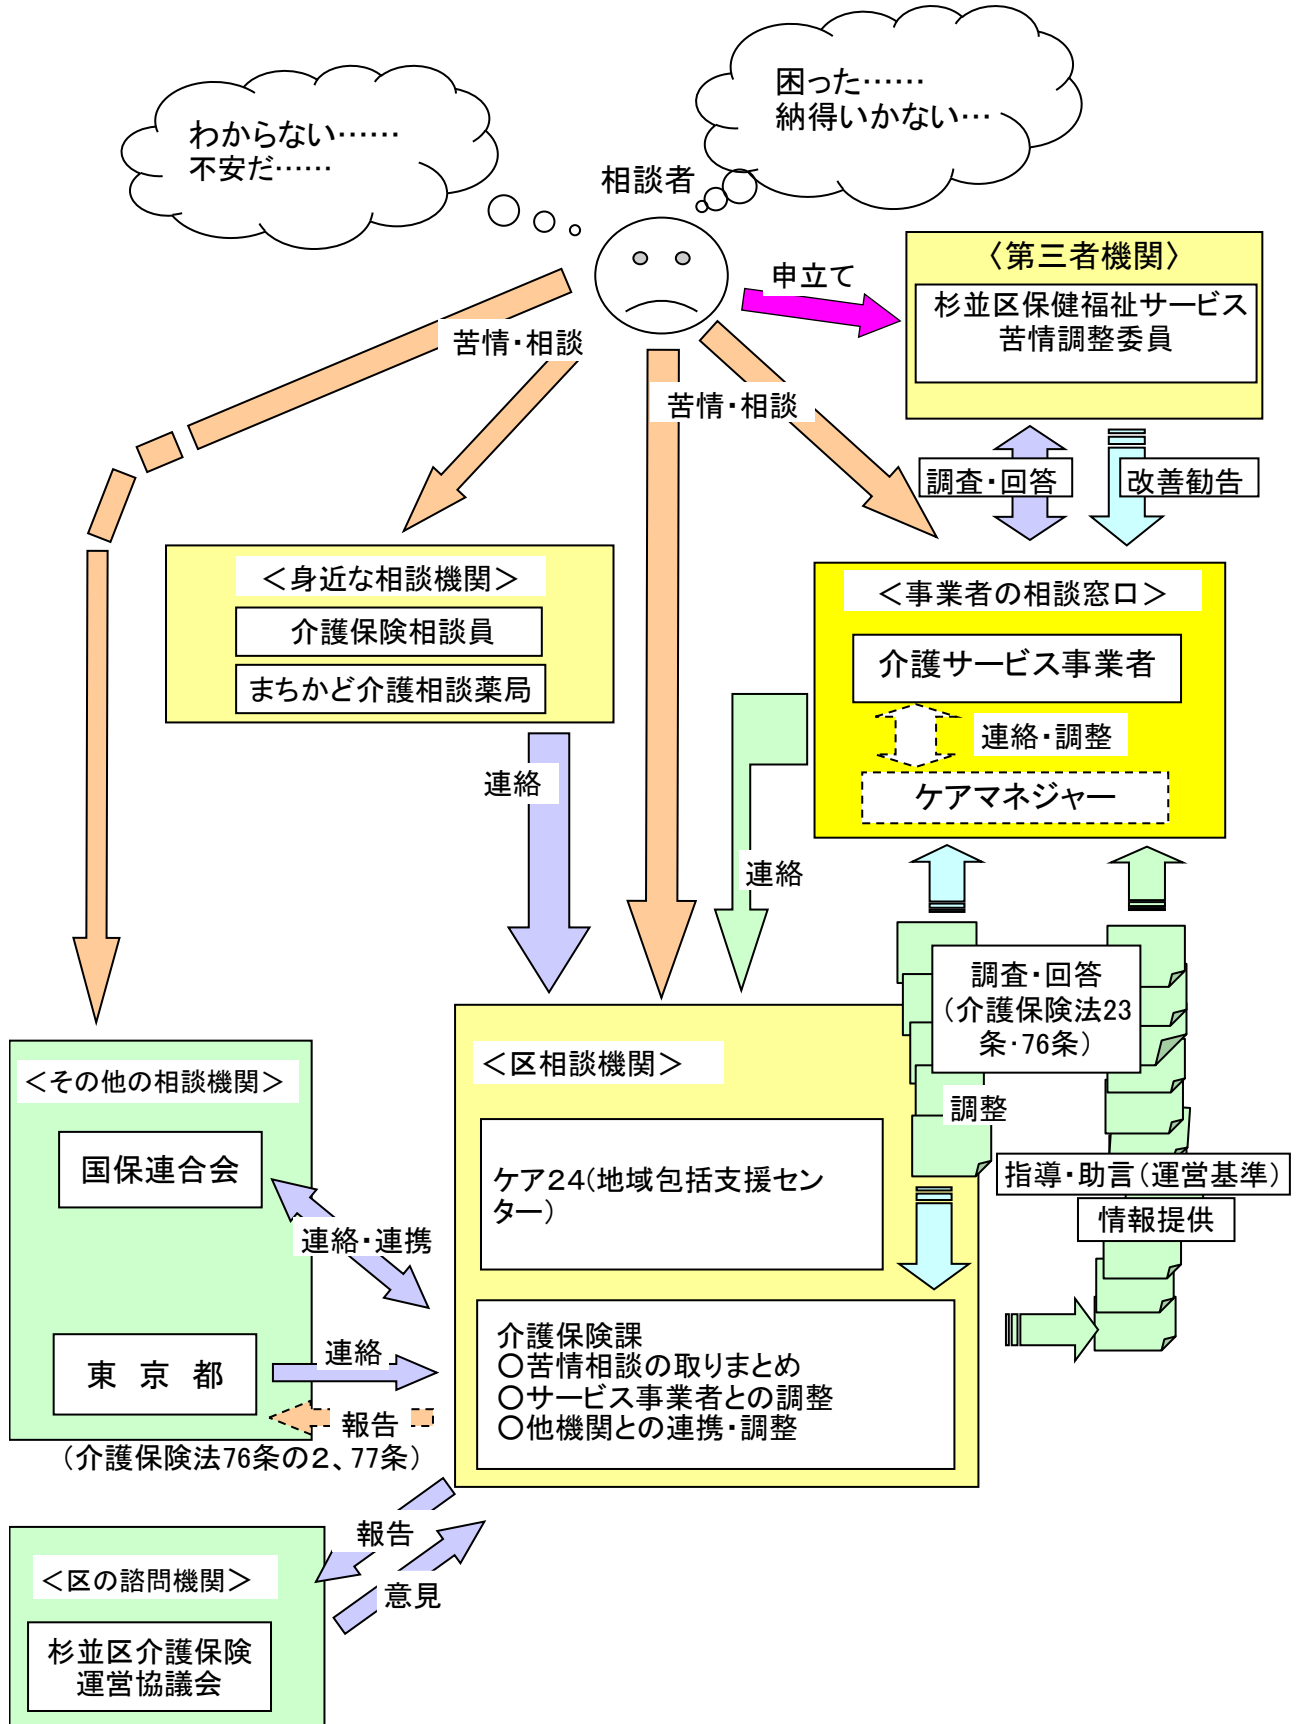 わからない……
不安だ……
困った……
納得いかない…
相談者
申立て
〈第三者機関〉
杉並区保健福祉サービス
苦情調整委員
苦情・相談
苦情・相談
調査・回答
改善勧告
＜身近な相談機関＞
介護保険相談員
まちかど介護相談薬局
＜事業者の相談窓口＞
介護サービス事業者
連絡・調整
ケアマネジャー
連絡
連絡
調査・回答
（介護保険法23
条・76条）
調整
指導・助言（運営基準）
情報提供
＜区相談機関＞
ケア２４（地域包括支援セン
ター）
介護保険課
○苦情相談の取りまとめ
○サービス事業者との調整
○他機関との連携・調整
＜その他の相談機関＞
国保連合会
連絡・連携
東　京　都
連絡
報告
（介護保険法76条の２、77条）
報告
意見
＜区の諮問機関＞
杉並区介護保険
運営協議会